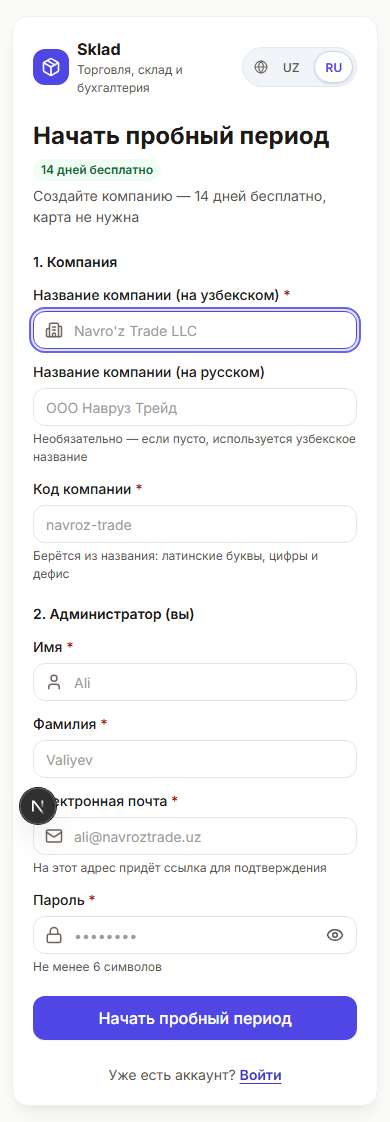 Sklad
Торговля, склад и
бухгалтерия
UZ
RU
Начать пробный период
14 дней бесплатно
Создайте компанию — 14 дней бесплатно,
карта не нужна
1. Компания
Название компании (на узбекском) *
Navro'z Trade LLC
Название компании (на русском)
ООО Навруз Трейд
Необязательно — если пусто, используется узбекское
название
Код компании *
navroz-trade
Берётся из названия: латинские буквы, цифры и
дефис
2. Администратор (вы)
Имя *
Ali
Фамилия *
Valiyev
N
ектронная почта *
ali@navroztrade.uz
На этот адрес придёт ссылка для подтверждения
Пароль *
••••••••
Не менее 6 символов
Начать пробный период
Уже есть аккаунт? Войти